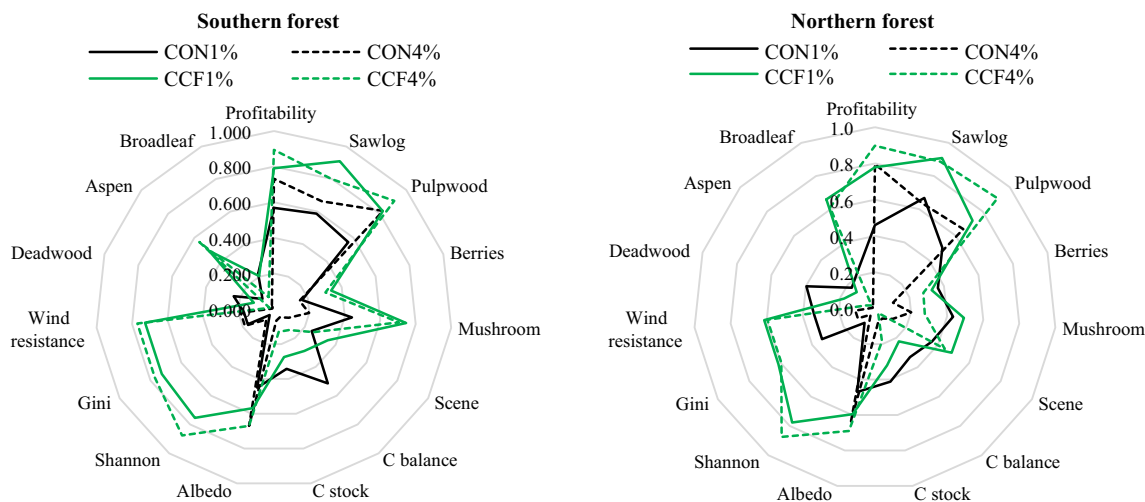 Southern forest
CON1% CON4%
CCF1% CCF4%
Profitability
Sawlog
Pulpwood
Berries
Mushroom
Scene
C balance
C stock
Albedo
Shannon
Gini
Wind
resistance
Deadwood
Aspen
Broadleaf
1.000
0.800
0.600
0.400
0.200
0.000
Northern forest
CON1% CON4%
CCF1% CCF4%
Profitability
Sawlog
Pulpwood
Berries
Mushroom
Scene
C balance
C stock
Albedo
Shannon
Gini
Wind
resistance
Deadwood
Aspen
Broadleaf
1.0
0.8
0.6
0.4
0.2
0.0